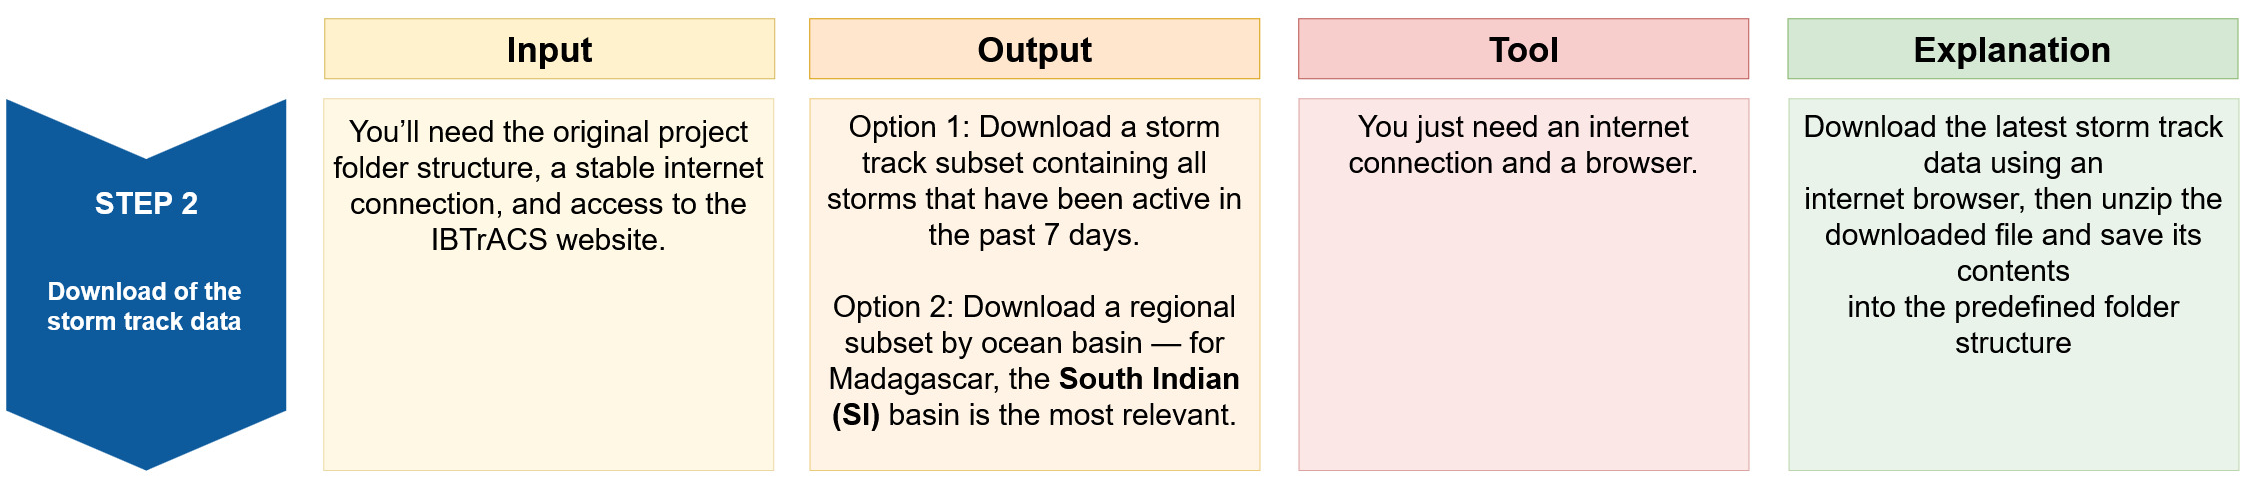 Input
Output
Tool
Explanation
STEP 2
Download of the
storm track data
You’ll need the original project
folder structure, a stable internet
connection, and access to the
IBTrACS website.
Option 1: Download a storm
track subset containing all
storms that have been active in
the past 7 days.
Option 2: Download a regional
subset by ocean basin — for
Madagascar, the South Indian
(SI) basin is the most relevant.
You just need an internet
connection and a browser.
Download the latest storm track
data using an
internet browser, then unzip the
downloaded file and save its
contents
into the predefined folder
structure